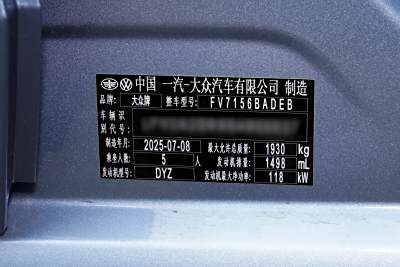 中国 一汽-大众汽车有限公司 制造
品牌 大众牌 整车型号 FV7156BADEB
车辆识
别代号
制造年月 2025-07-08 最大允许总质量 1930 kg
乘坐人数 5 人 发动机排量 1498 mL
发动机型号 DYZ 发动机最大净功率 118 kW